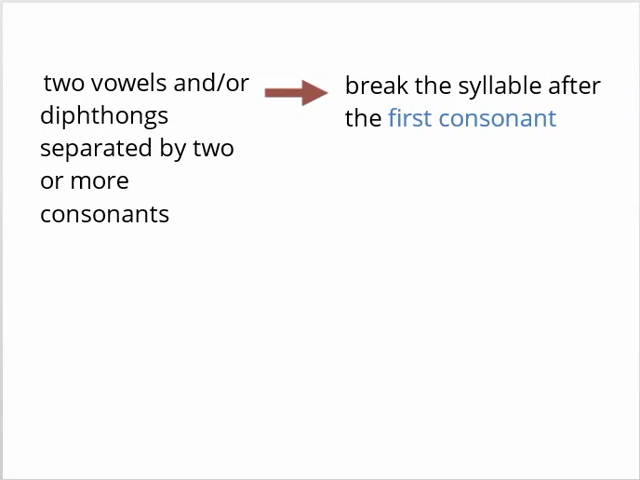 two vowels and/or
diphthongs
separated by two
or more
consonants
break the syllable after
the first consonant